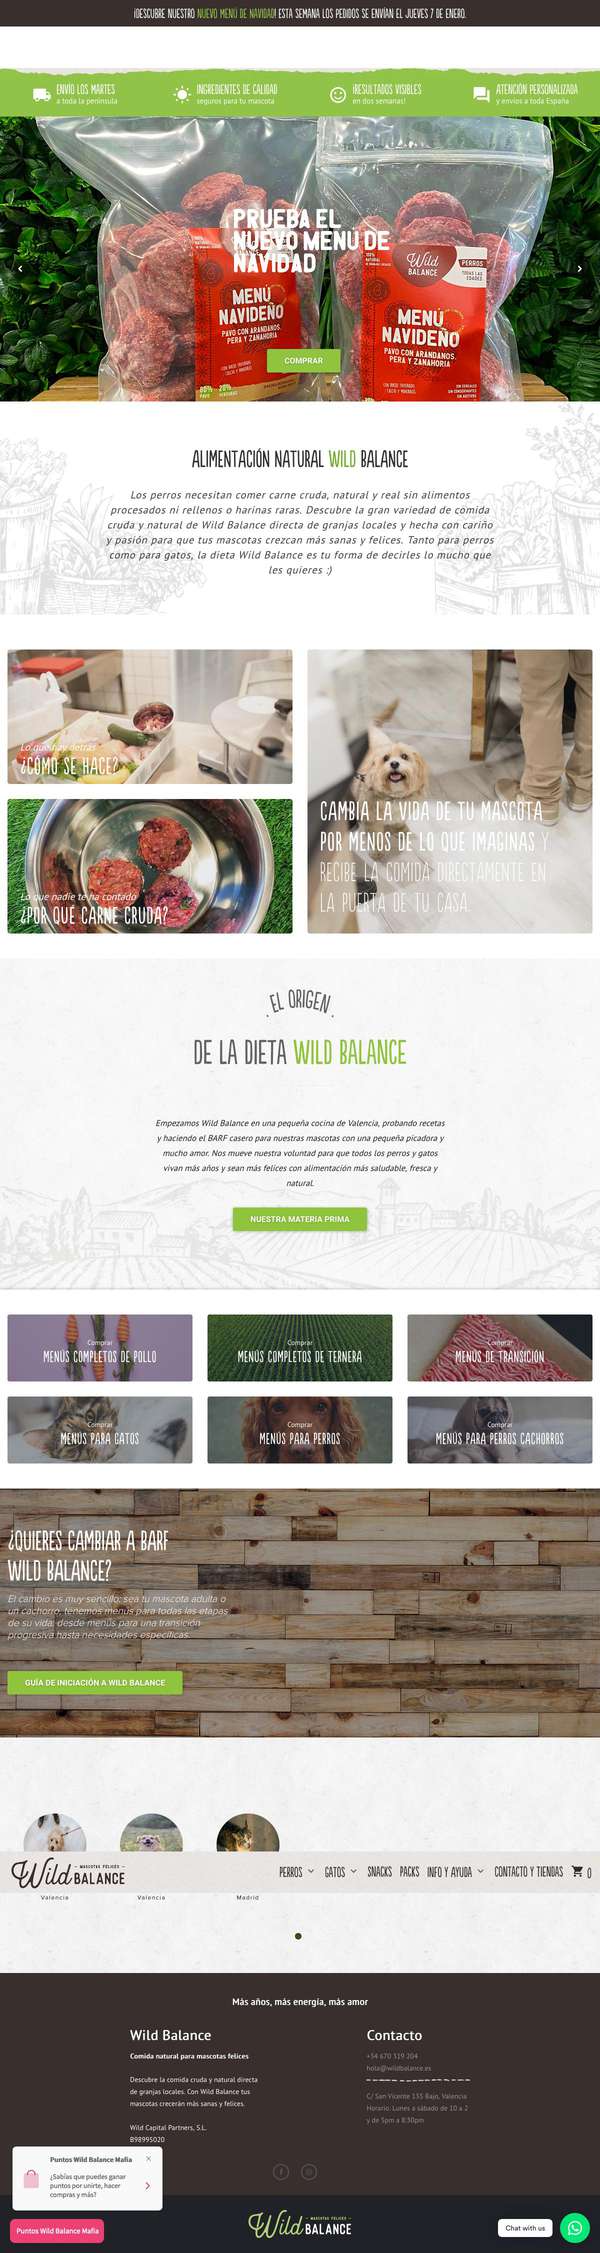 ¡DESCUBRE NUESTRO NUEVO MENÚ DE NAVIDAD! ESTA SEMANA LOS PEDIDOS SE ENVÍAN EL JUEVES 7 DE ENERO.
ENVÍO LOS MARTES
a toda la península
INGREDIENTES DE CALIDAD
seguros para tu mascota
¡RESULTADOS VISIBLES
en dos semanas!
ATENCIÓN PERSONALIZADA
y envíos a toda España
PRUEBA EL
NUEVO MENU DE
NAVIDAD
COMPRAR
MENÚ
NAVIDEÑO
PAVO CON ARANDANOS,
PERA Y ZANAHORIA
80%
PAVO
20%
Wild
BALANCE
PERROS
TODAS LAS
EDADES
MENÚ
NAVIDEÑO
PAVO CON ARANDANOS,
PERA Y ZANAHORIA
ALIMENTACIÓN NATURAL WILD BALANCE
Los perros necesitan comer carne cruda, natural y real sin alimentos
procesados ni rellenos o harinas raras. Descubre la gran variedad de comida
cruda y natural de Wild Balance directa de granjas locales y hecha con cariño
y pasión para que tus mascotas crezcan más sanas y felices. Tanto para perros
como para gatos, la dieta Wild Balance es tu forma de decirles lo mucho que
les quieres :)
Lo que hay detrás
¿CÓMO SE HACE?
Lo que nadie te ha contado
¿POR QUÉ CARNE CRUDA?
CAMBIA LA VIDA DE TU MASCOTA
POR MENOS DE LO QUE IMAGINAS Y
RECIBE LA COMIDA DIRECTAMENTE EN
LA PUERTA DE TU CASA.
EL ORIGEN
DE LA DIETA WILD BALANCE
Empezamos Wild Balance en una pequeña cocina de Valencia, probando recetas
y haciendo el BARF casero para nuestras mascotas con una pequeña picadora y
mucho amor. Nos mueve nuestra voluntad para que todos los perros y gatos
vivan más años y sean más felices con alimentación más saludable, fresca y
natural.
NUESTRA MATERIA PRIMA
Comprar
MENÚS COMPLETOS DE POLLO
Comprar
MENÚS COMPLETOS DE TERNERA
Comprar
MENÚS DE TRANSICIÓN
Comprar
MENÚS PARA GATOS
Comprar
MENÚS PARA PERROS
Comprar
MENÚS PARA PERROS CACHORROS
¿QUIERES CAMBIAR A BARF
WILD BALANCE?
El cambio es muy sencillo: sea tu mascota adulta o
un cachorro, tenemos menús para todas las etapas
de su vida: desde menús para una transición
progresiva hasta necesidades específicas.
GUÍA DE INICIACIÓN A WILD BALANCE
Wild BALANCE
MASCOTAS FELICES
PERROS
GATOS
SNACKS
PACKS
INFO Y AYUDA
CONTACTO Y TIENDAS
0
Valencia
Valencia
Madrid
Más años, más energía, más amor
Wild Balance
Comida natural para mascotas felices
Descubre la comida cruda y natural directa
de granjas locales. Con Wild Balance tus
mascotas crecerán más sanas y felices.
Wild Capital Partners, S.L.
B98995020
Contacto
+34 670 319 204
hola@wildbalance.es
C/ San Vicente 135 Bajo, Valencia
Horario: Lunes a sábado de 10 a 2
y de 5pm a 8:30pm
Puntos Wild Balance Mafia
¿Sabías que puedes ganar
puntos por unirte, hacer
compras y más?
Puntos Wild Balance Mafia
MASCOTAS FELICES
Wild BALANCE
Chat with us